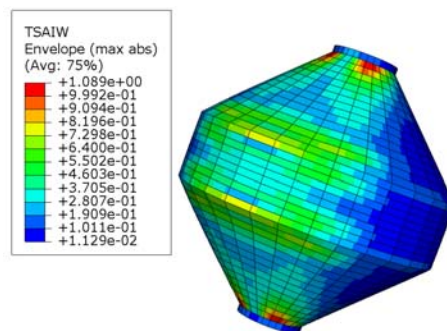 TSAIW
Envelope (max abs)
(Avg: 75%)
+1.089e+00
+9.992e-01
+9.094e-01
+8.196e-01
+7.298e-01
+6.400e-01
+5.502e-01
+4.603e-01
+3.705e-01
+2.807e-01
+1.909e-01
+1.011e-01
+1.129e-02